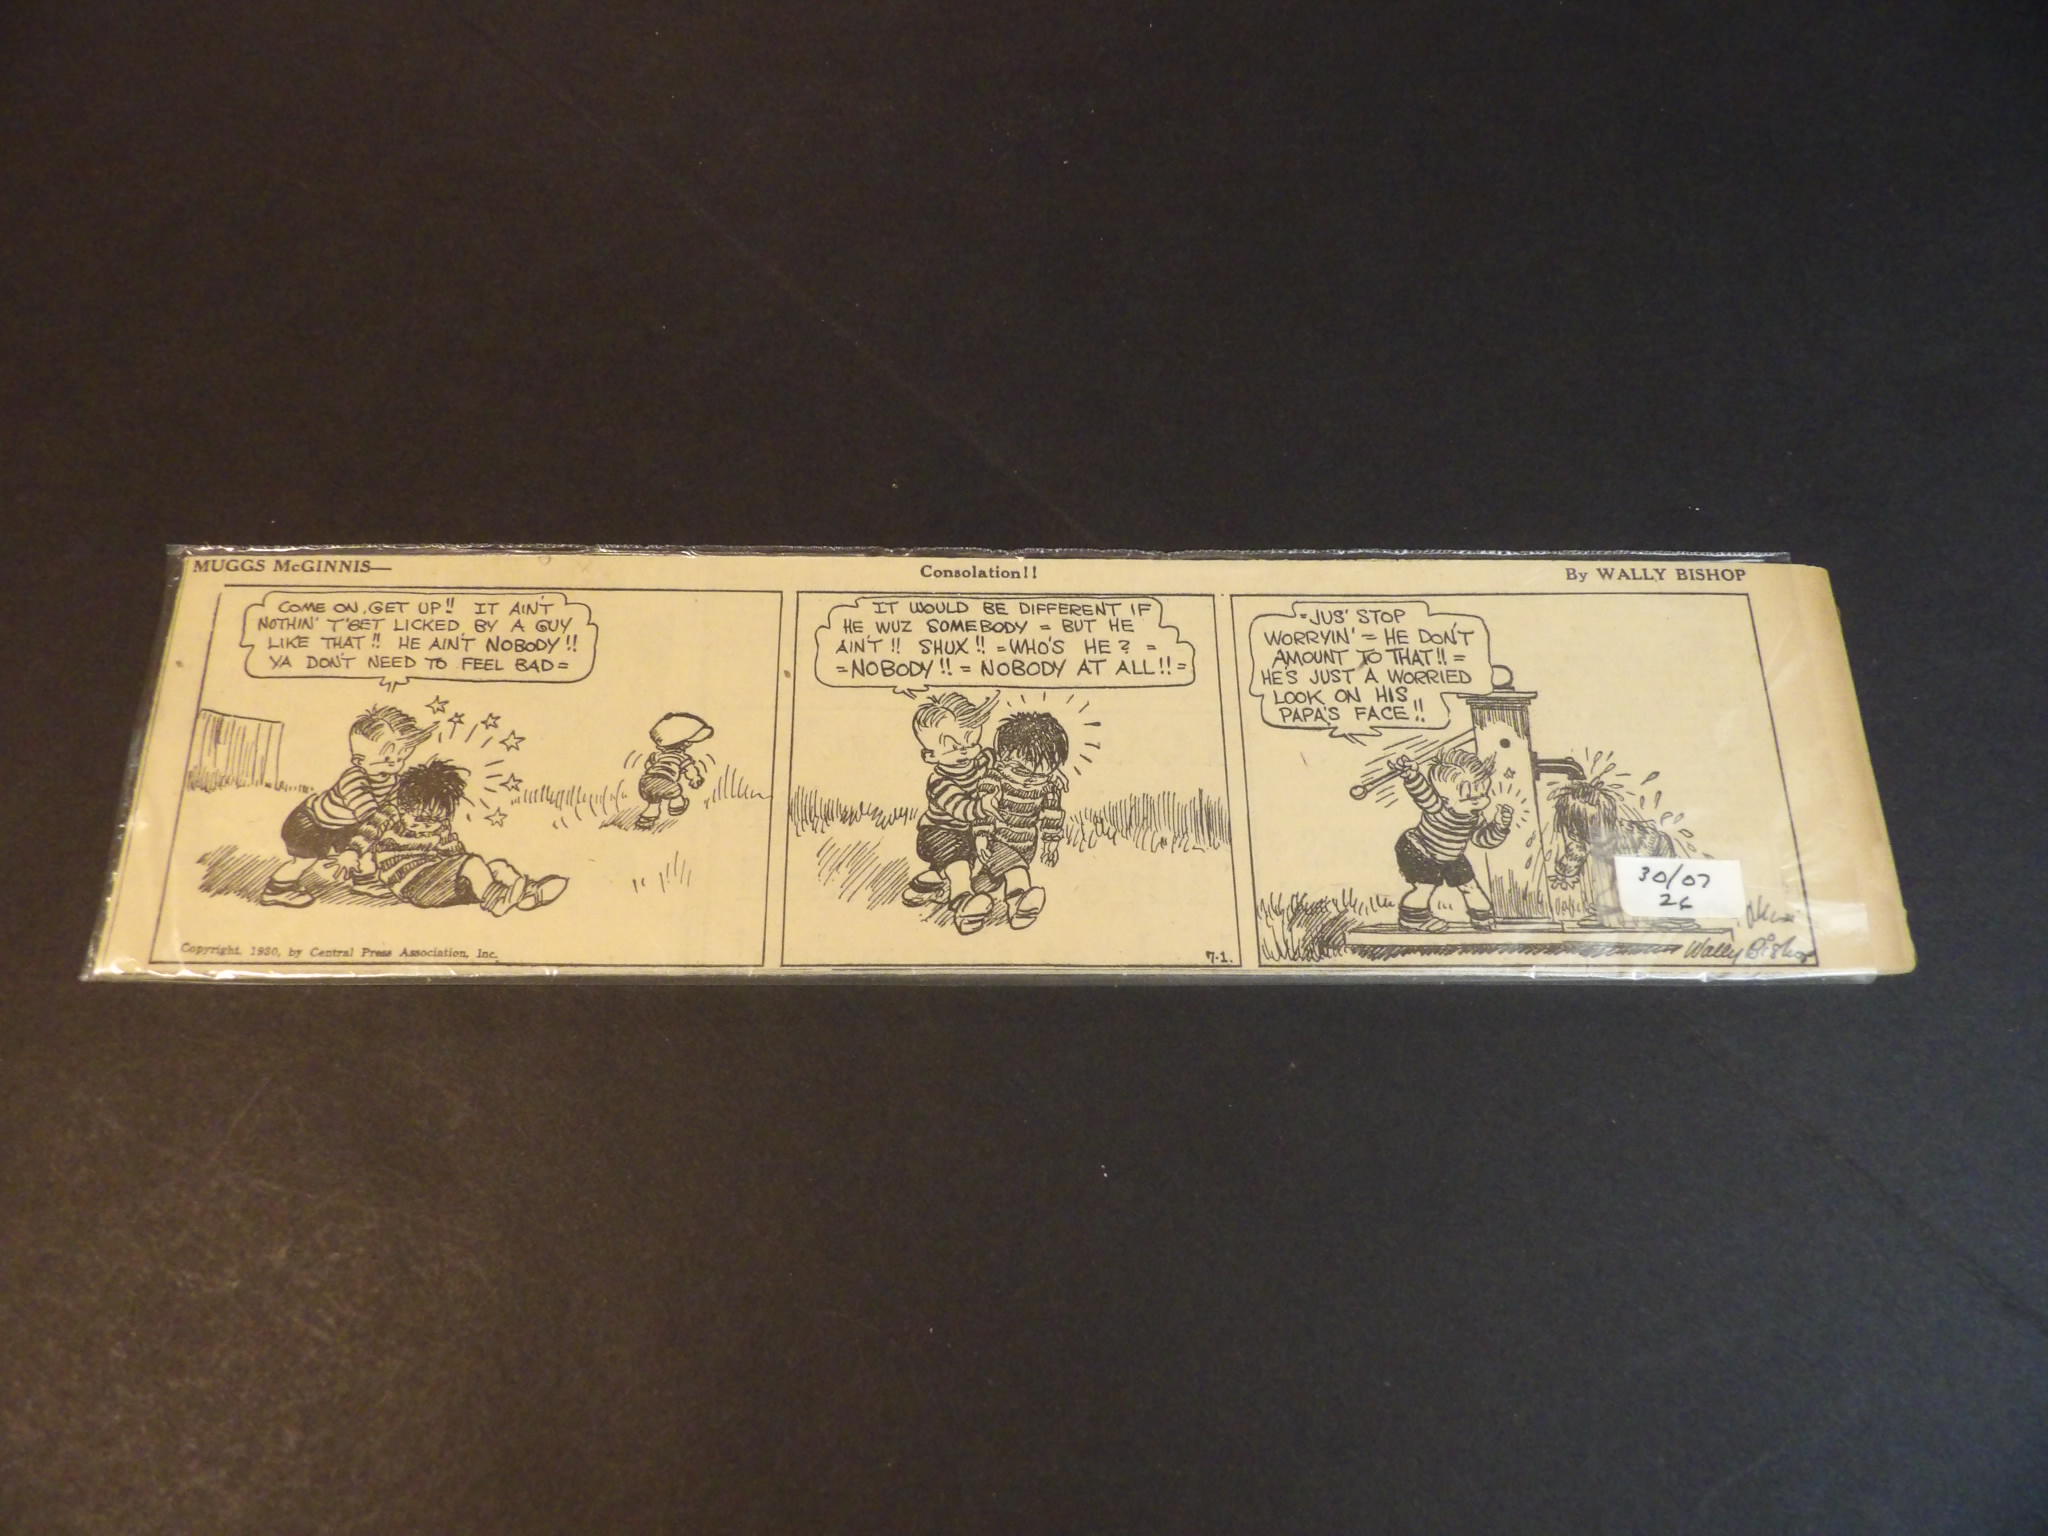 MUGGS McGINNIS—
Consolation!!
By WALLY BISHOP
COME ON, GET UP!! IT AIN'T
NOTHIN' T'GET LICKED BY A GUY
LIKE THAT!! HE AIN'T NOBODY!!
YA DON'T NEED TO FEEL BAD=
Copyright, 1930, by Central Press Association, Inc.
IT WOULD BE DIFFERENT IF
HE WUZ SOMEBODY = BUT HE
AIN'T!! SHUX!! =WHO'S HE? =
=NOBODY!! = NOBODY AT ALL!!=
7-1.
=JUS' STOP
WORRYIN' = HE DON'T
AMOUNT TO THAT!! =
HE'S JUST A WORRIED
LOOK ON HIS
PAPA'S FACE!!
30/07
Wally Bishop